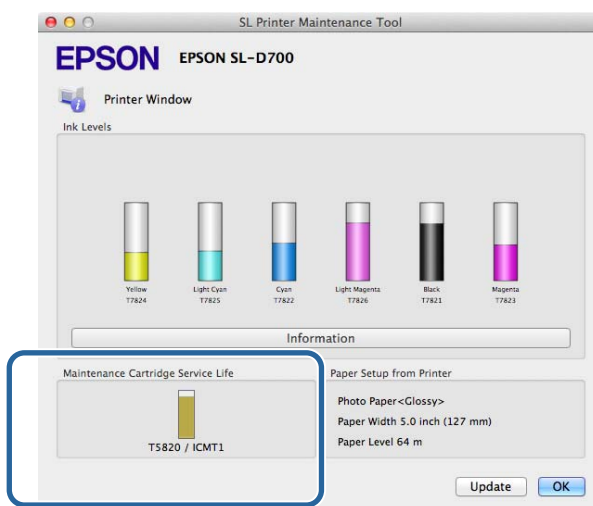 SL Printer Maintenance Tool
EPSON EPSON SL-D700
Printer Window
Ink Levels
Yellow Light Cyan Cyan Light Magenta Black Magenta
T7824 T7825 T7822 T7826 T7821 T7823
Information
Maintenance Cartridge Service Life
T5820 / ICMT1
Paper Setup from Printer
Photo Paper<Glossy>
Paper Width 5.0 inch (127 mm)
Paper Level 64 m
Update OK